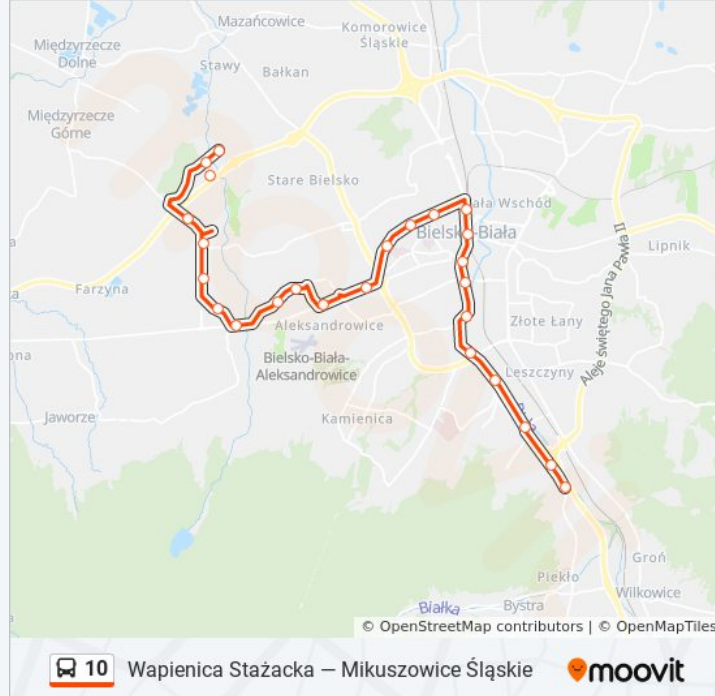 Mazańcowice
Komorowice
Śląskie
Międzyrzecze
Dolne
Stawy
Bałkan
Międzyrzecze
Górne
Stare Bielsko
ała Wschód
Bielsko-Biała
Lipnik
Aleje świętego Jana Pawła II
Farzyna
Aleksandrowice
Złote Łany
ona
Bielsko-Biała-
Aleksandrowice
Leszczyny
Jaworze
Kamienica
Groń
Piekło
Wilkowice
Białka
Bystra
© OpenStreetMap contributors | © OpenMapTiles
10 Wapienica Stażacka — Mikuszowice Śląskie moovit